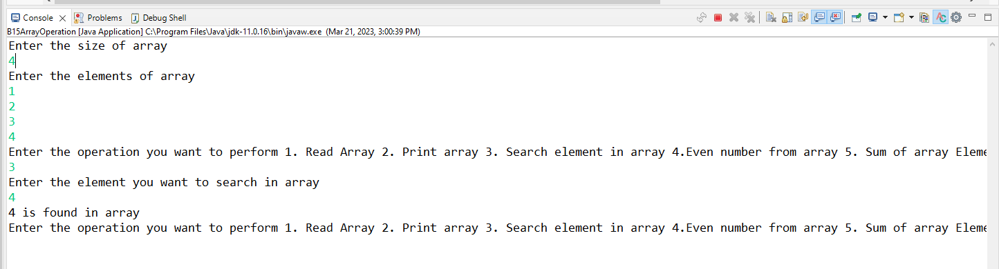 Console Problems Debug Shell
B15ArrayOperation [Java Application] C:\Program Files\Java\jdk-11.0.16\bin\javaw.exe (Mar 21, 2023, 3:00:39 PM)
Enter the size of array
4
Enter the elements of array
1
2
3
4
Enter the operation you want to perform 1. Read Array 2. Print array 3. Search element in array 4.Even number from array 5. Sum of array Eleme
3
Enter the element you want to search in array
4
4 is found in array
Enter the operation you want to perform 1. Read Array 2. Print array 3. Search element in array 4.Even number from array 5. Sum of array Eleme